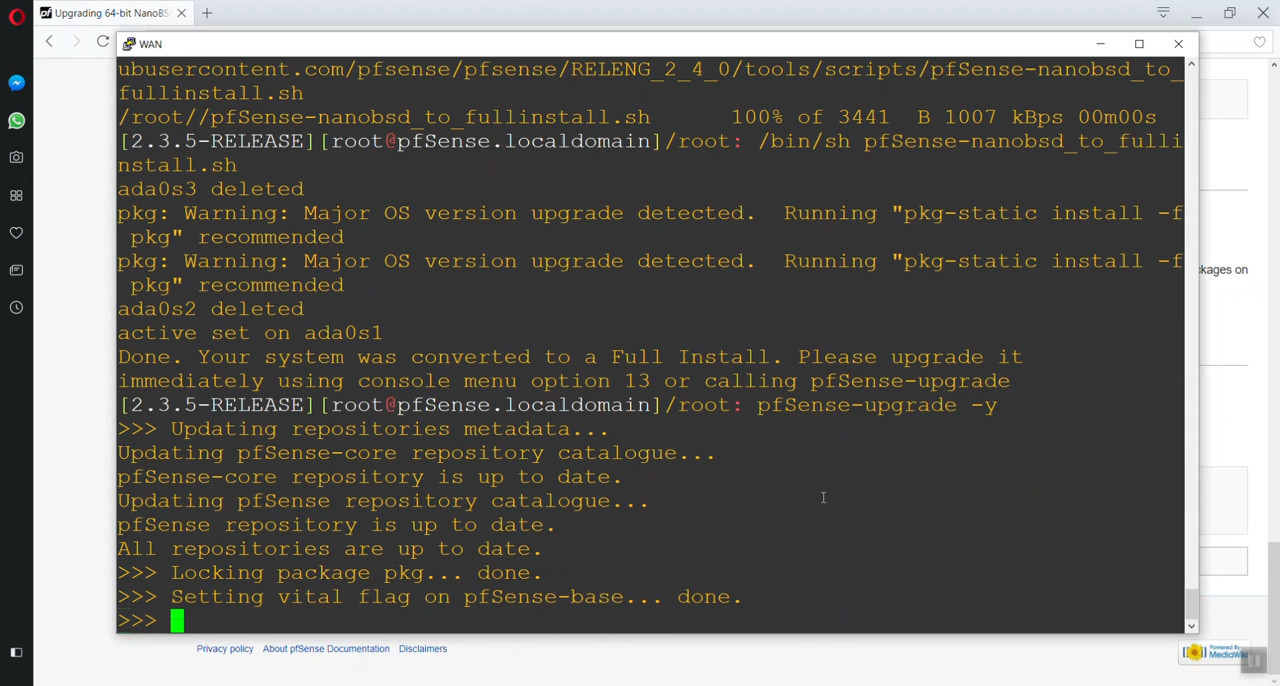 Upgrading 64-bit NanoBS
WAN
ubusercontent.com/pfsense/pfsense/RELENG_2_4_0/tools/scripts/pfSense-nanobsd_to_
fullinstall.sh
/root//pfSense-nanobsd_to_fullinstall.sh 100% of 3441 B 1007 kBps 00m00s
[2.3.5-RELEASE][root@pfSense.localdomain]/root: /bin/sh pfSense-nanobsd_to_fulli
nstall.sh
ada0s3 deleted
pkg: Warning: Major OS version upgrade detected. Running "pkg-static install -f
pkg" recommended
pkg: Warning: Major OS version upgrade detected. Running "pkg-static install -f
pkg" recommended
ada0s2 deleted
active set on ada0s1
Done. Your system was converted to a Full Install. Please upgrade it
immediately using console menu option 13 or calling pfSense-upgrade
[2.3.5-RELEASE][root@pfSense.localdomain]/root: pfSense-upgrade -y
>>> Updating repositories metadata...
Updating pfSense-core repository catalogue...
pfSense-core repository is up to date.
Updating pfSense repository catalogue...
pfSense repository is up to date.
All repositories are up to date.
>>> Locking package pkg... done.
>>> Setting vital flag on pfSense-base... done.
>>>
kages on
Privacy policy About pfSense Documentation Disclaimers
Powered By
MediaWiki